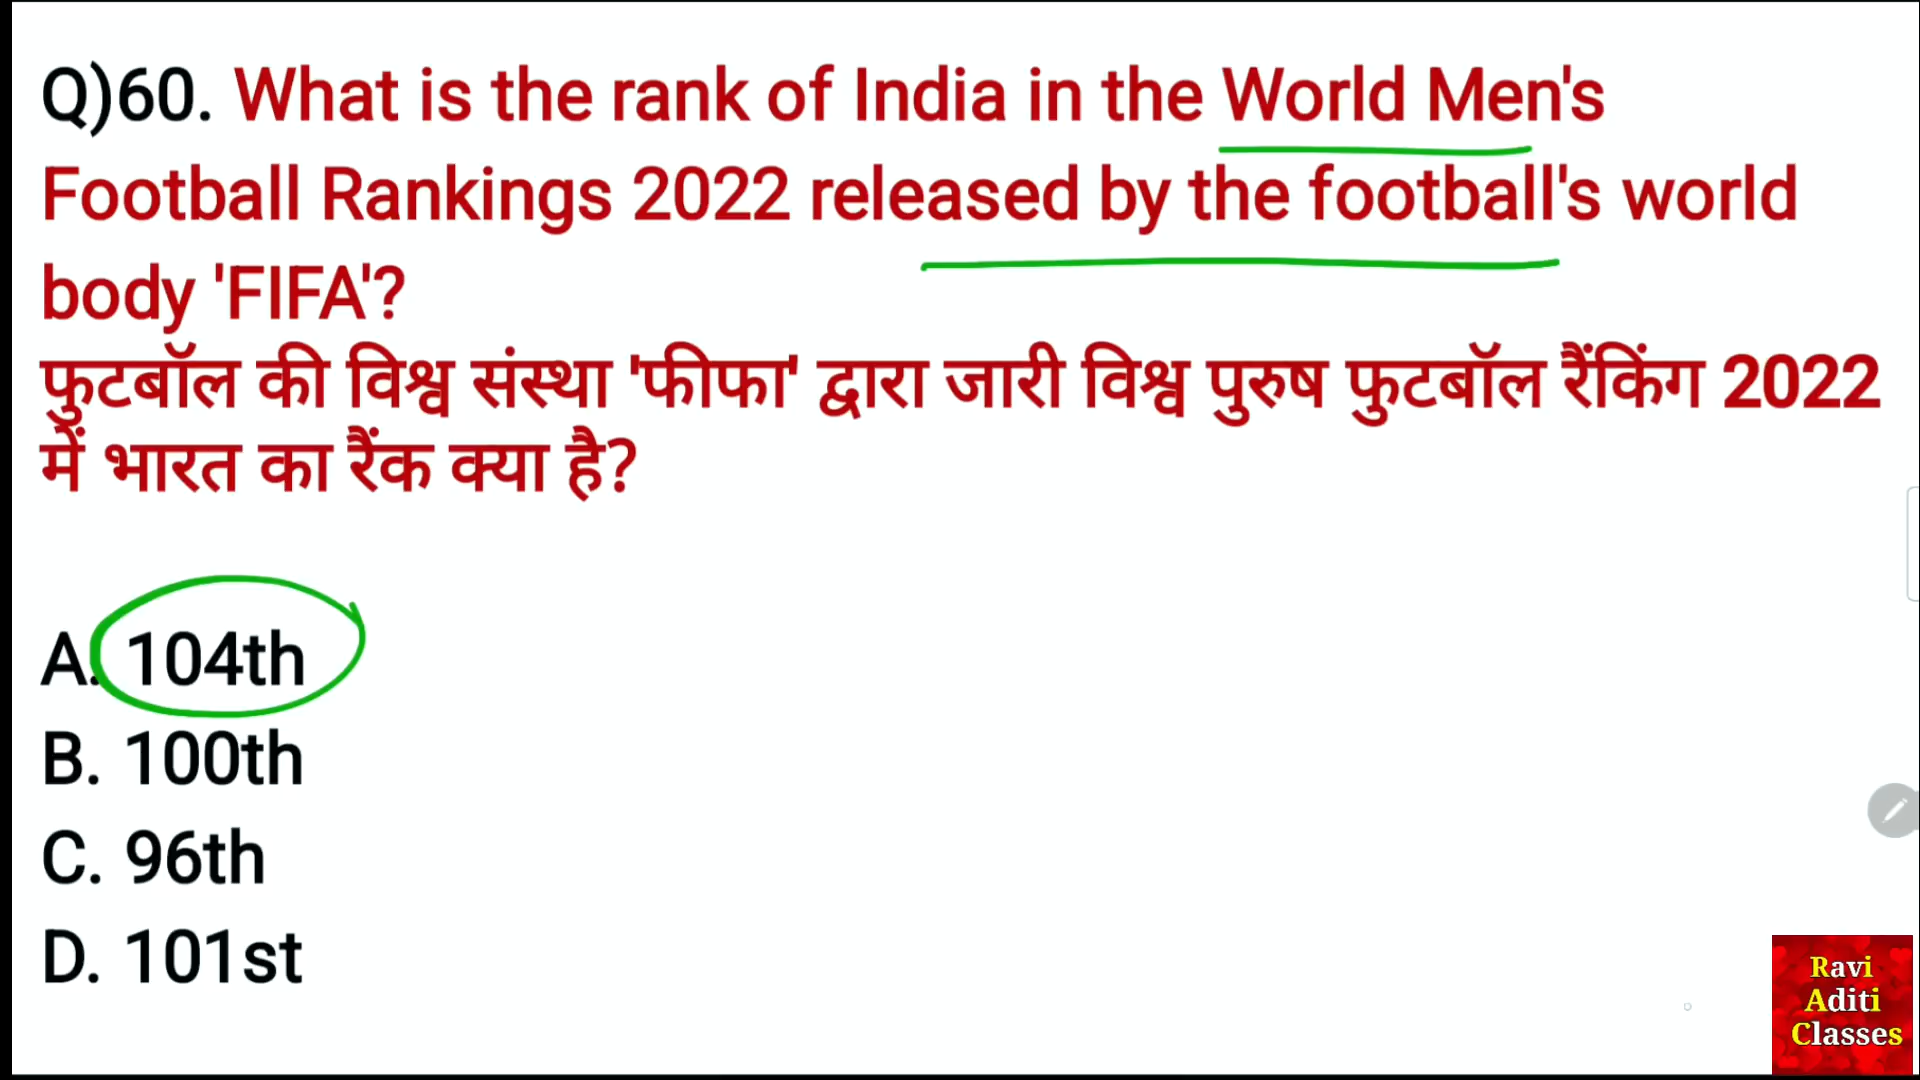 Q)60. What is the rank of India in the World Men's
Football Rankings 2022 released by the football's world
body 'FIFA'?
फुटबॉल की विश्व संस्था 'फीफा' द्वारा जारी विश्व पुरुष फुटबॉल रैंकिंग 2022
में भारत का रैंक क्या है?
A. 104th
B. 100th
C. 96th
D. 101st
Ravi
Aditi
Classes